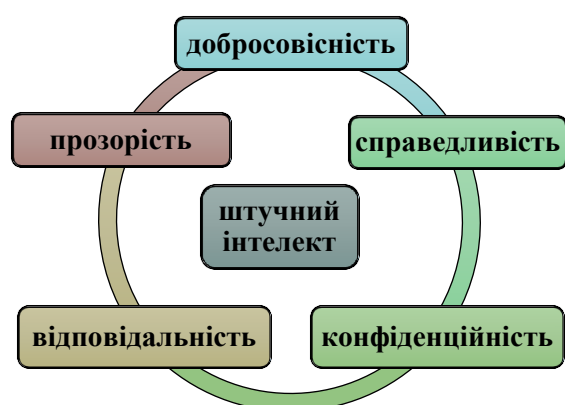 добросовісність
прозорість
справедливість
штучний
інтелект
відповідальність
конфіденційність